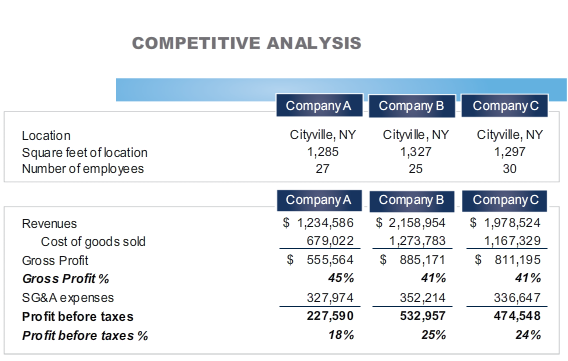 COMPETITIVE ANALYSIS
Company A Company B Company C
Location Cityville, NY Cityville, NY Cityville, NY
Square feet of location 1,285 1,327 1,297
Number of employees 27 25 30
Company A Company B Company C
Revenues $ 1,234,586 $ 2,158,954 $ 1,978,524
Cost of goods sold 679,022 1,273,783 1,167,329
Gross Profit $ 555,564 $ 885,171 $ 811,195
Gross Profit % 45% 41% 41%
SG&A expenses 327,974 352,214 336,647
Profit before taxes 227,590 532,957 474,548
Profit before taxes % 18% 25% 24%